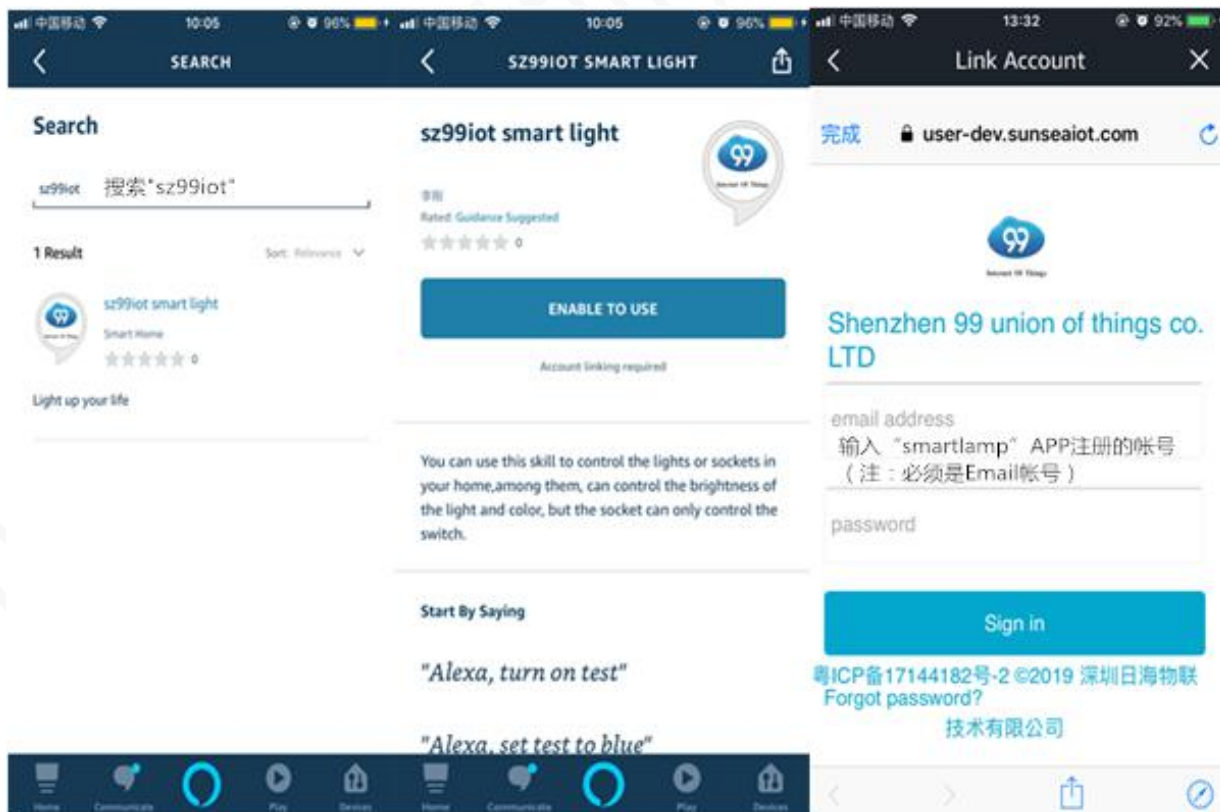 中国移动 10:05 96%
SEARCH
Search
sz99iot 搜索"sz99iot"
1 Result Sort: Relevance
99
sz99iot smart light
Smart Home
0
Light up your life
Home Communicate Play Devices
中国移动 10:05 96%
SZ99IOT SMART LIGHT
sz99iot smart light
99
Internet Of Things
Rated: Guidance Suggested
0
ENABLE TO USE
Account linking required
You can use this skill to control the lights or sockets in
your home,among them, can control the brightness of
the light and color, but the socket can only control the
switch.
Start By Saying
"Alexa, turn on test"
"Alexa, set test to blue"
Home Communicate Play Devices
中国移动 13:32 92%
Link Account
完成 user-dev.sunseaiot.com
99
Internet Of Things
Shenzhen 99 union of things co.
LTD
email address
输入“smartlamp”APP注册的帐号
（注：必须是Email帐号）
password
Sign in
粤ICP备17144182号-2 ©2019 深圳日海物联
Forgot password?
技术有限公司